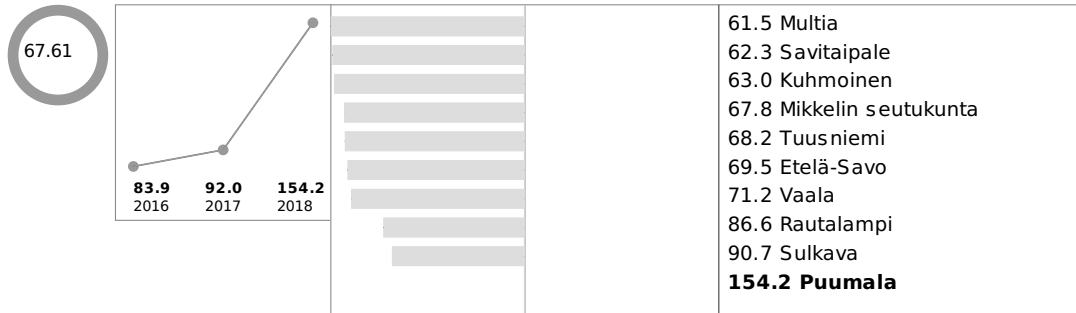 67.61
83.9 92.0 154.2
2016 2017 2018
61.5 Multia
62.3 Savitaipale
63.0 Kuhmoinen
67.8 Mikkelin seutukunta
68.2 Tuusniemi
69.5 Etelä-Savo
71.2 Vaala
86.6 Rautalampi
90.7 Sulkava
154.2 Puumala